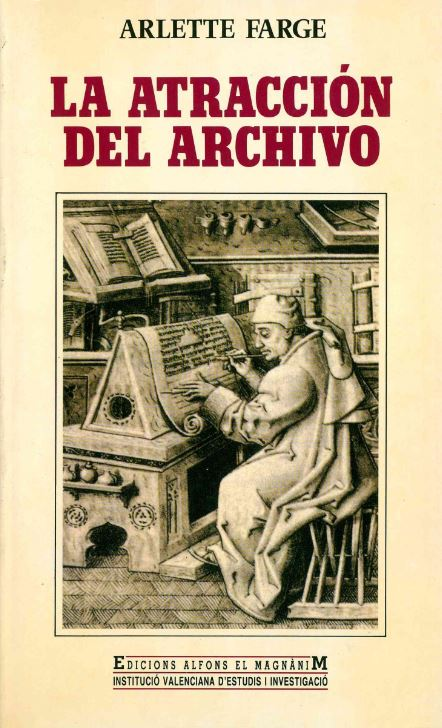 ARLETTE FARGE
LA ATRACCIÓN
DEL ARCHIVO
EDICIONS ALFONS EL MAGNÀNIM
INSTITUCIÓ VALENCIANA D'ESTUDIS I INVESTIGACIÓ